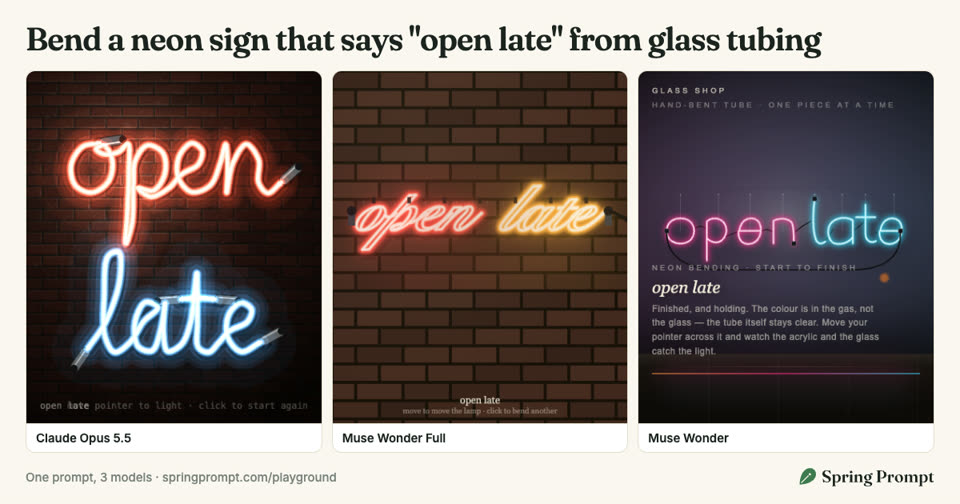 Bend a neon sign that says "open late" from glass tubing
open
late
open late pointer to light · click to start again
Claude Opus 5.5
open late
open late
move to move the lamp · click to bend another
Muse Wonder Full
GLASS SHOP
HAND-BENT TUBE · ONE PIECE AT A TIME
open late
NEON BENDING · START TO FINISH
open late
Finished, and holding. The colour is in the gas, not
the glass — the tube itself stays clear. Move your
pointer across it and watch the acrylic and the glass
catch the light.
Muse Wonder
One prompt, 3 models · springprompt.com/playground
Spring Prompt